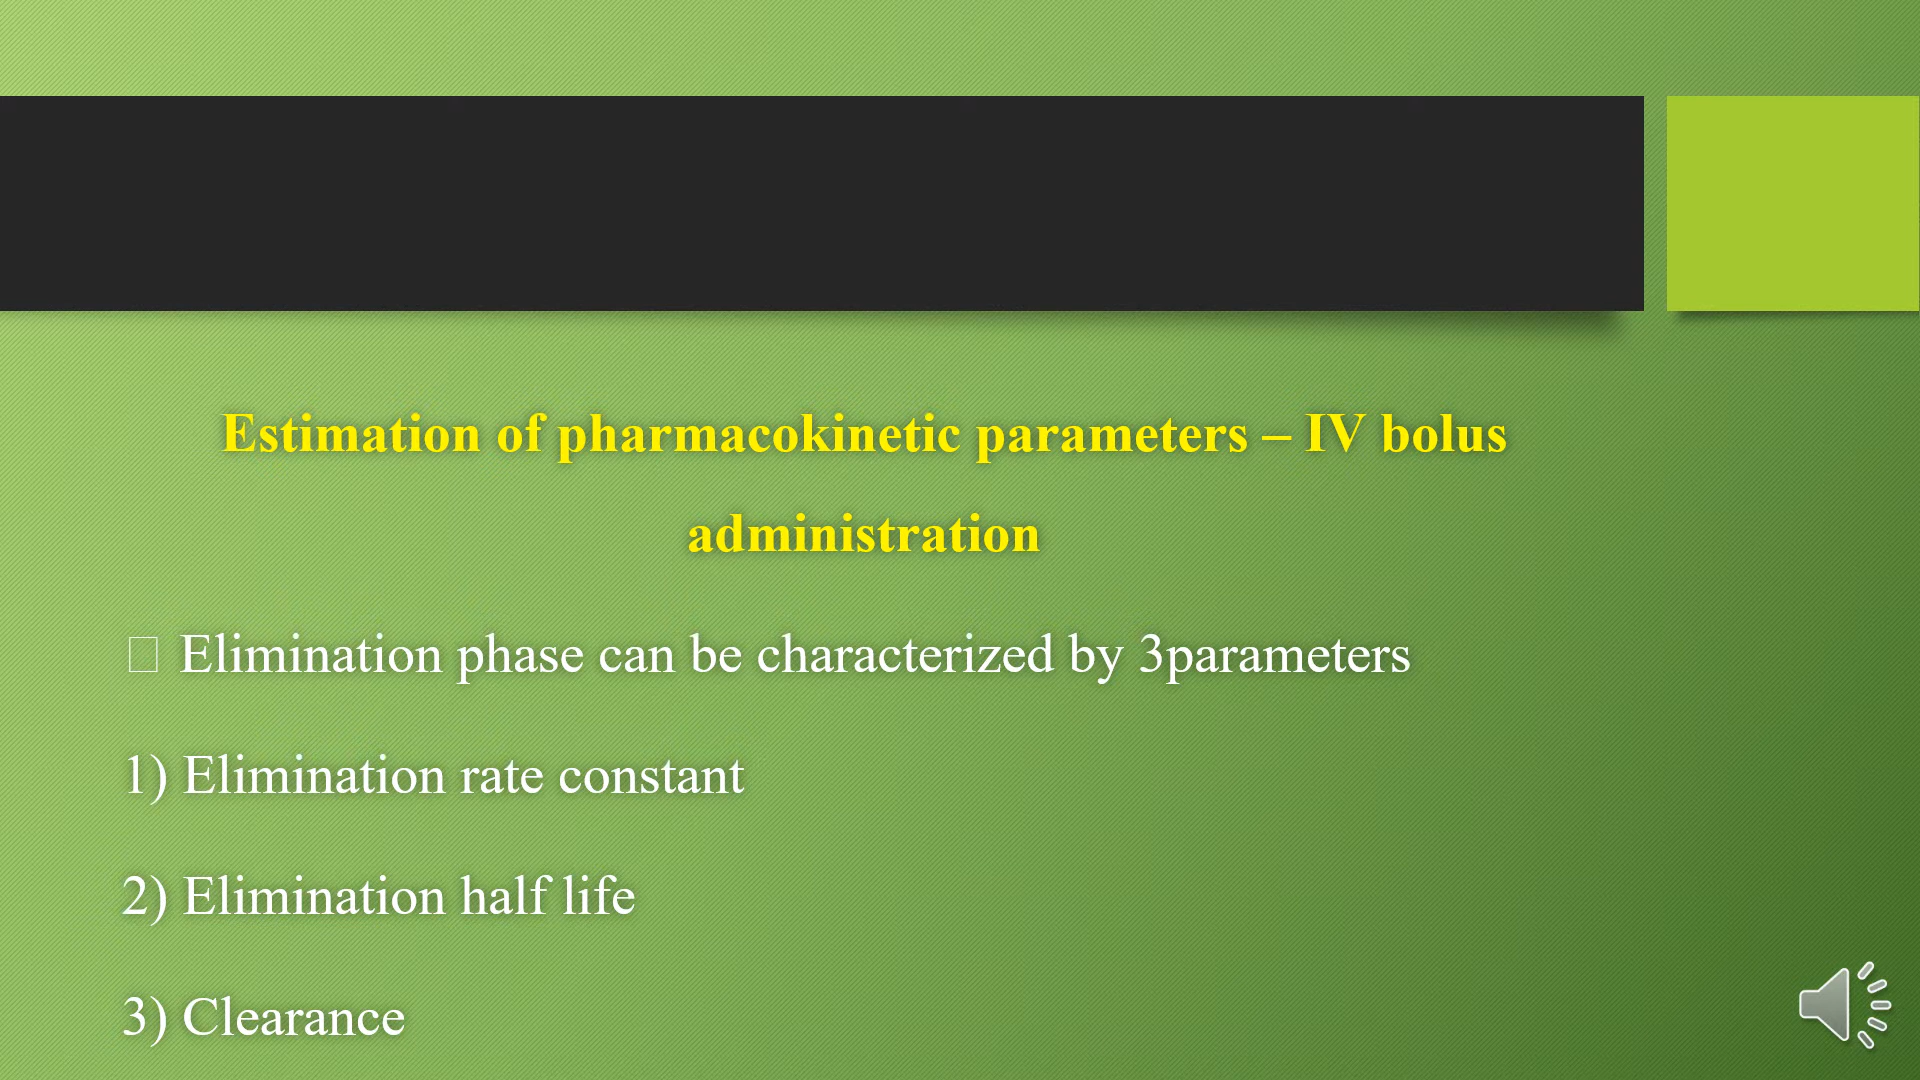 Estimation of pharmacokinetic parameters – IV bolus
administration
Elimination phase can be characterized by 3parameters
1) Elimination rate constant
2) Elimination half life
3) Clearance